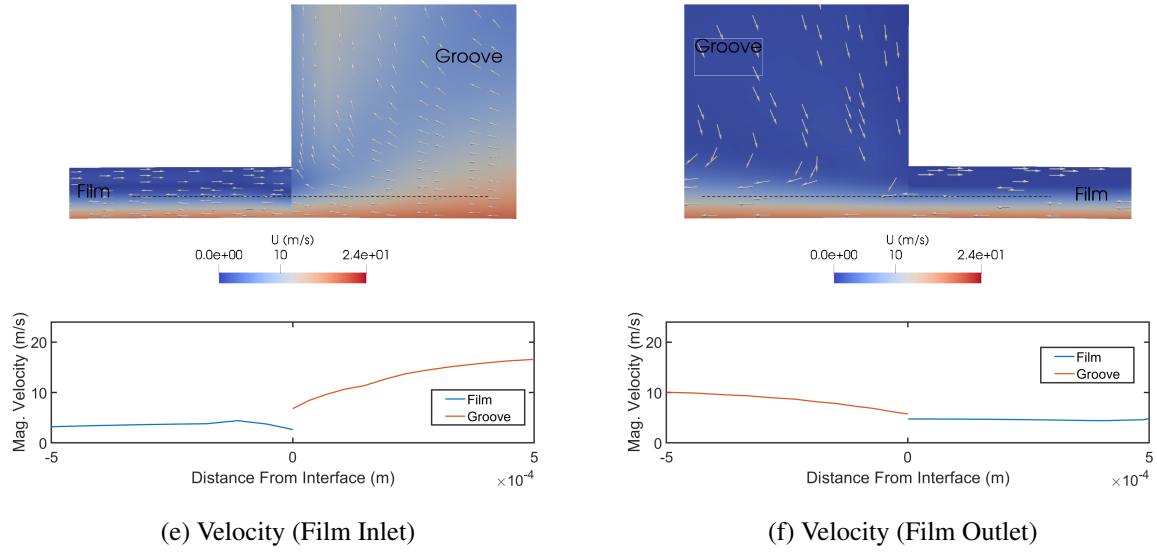 Groove
Film
U (m/s)
0.0e+00 10 2.4e+01
Mag. Velocity (m/s)
20
10
0
Film
Groove
-5 0 5
Distance From Interface (m)
×10⁻⁴
(e) Velocity (Film Inlet)
Groove
Film
U (m/s)
0.0e+00 10 2.4e+01
Mag. Velocity (m/s)
20
10
0
Film
Groove
-5 0 5
Distance From Interface (m)
×10⁻⁴
(f) Velocity (Film Outlet)